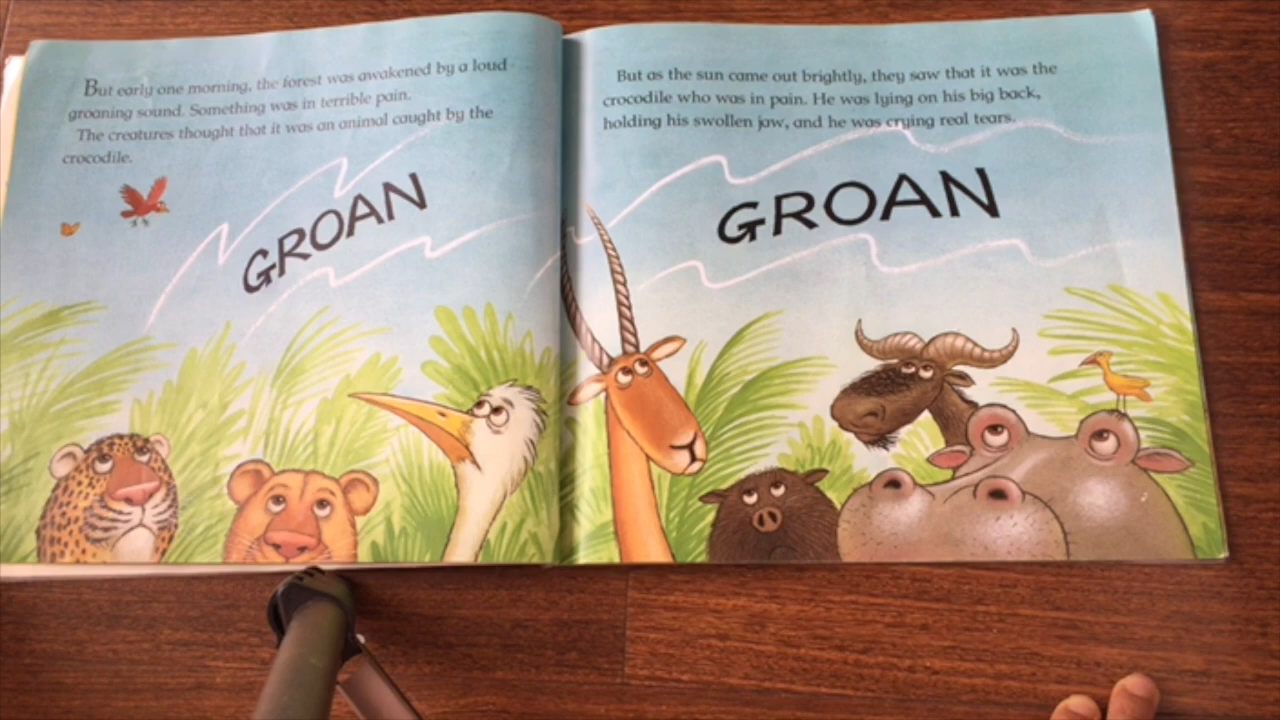 But early one morning, the forest was awakened by a loud
groaning sound. Something was in terrible pain.
The creatures thought that it was an animal caught by the
crocodile.
GROAN
But as the sun came out brightly, they saw that it was the
crocodile who was in pain. He was lying on his big back,
holding his swollen jaw, and he was crying real tears.
GROAN